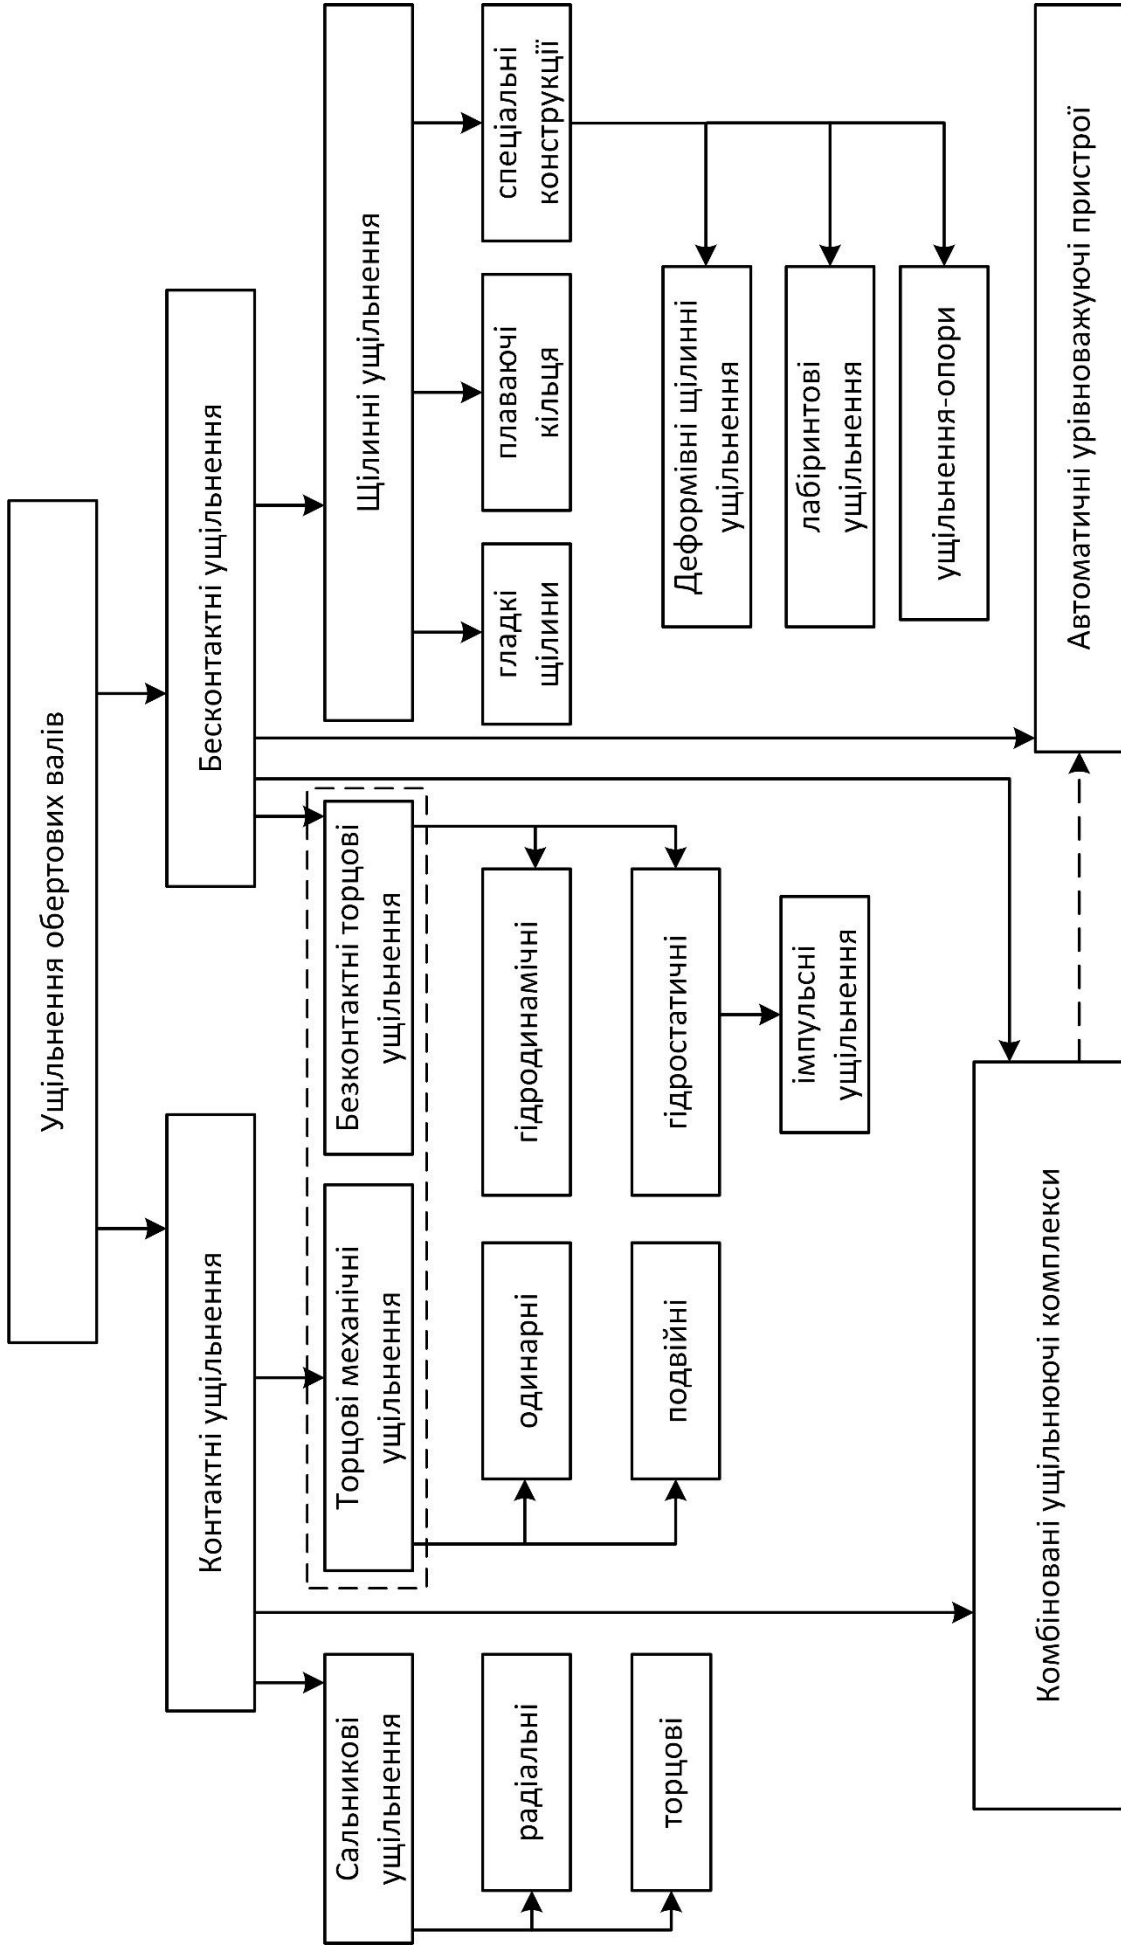 Ущільнення обертових валів
Контактні ущільнення
Бесконтактні ущільнення
Сальникові
ущільнення
Торцові механічні
ущільнення
Безконтактні торцові
ущільнення
Щілинні ущільнення
радіальні
торцові
одинарні
подвійні
гідродинамічні
гідростатичні
імпульсні
ущільнення
гладкі
щілини
плаваючі
кільця
спеціальні
конструкції
Деформівні щілинні
ущільнення
лабіринтові
ущільнення
ущільнення-опори
Комбіновані ущільнюючі комплекси
Автоматичні урівноважуючі пристрої